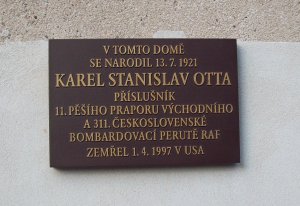 V TOMTO DOMĚ
SE NARODIL 13. 7. 1921
KAREL STANISLAV OTTA
PŘÍSLUŠNÍK
11. PĚŠÍHO PRAPORU VÝCHODNÍHO
A 311. ČESKOSLOVENSKÉ
BOMBARDOVACÍ PERUTĚ RAF
ZEMŘEL 1. 4. 1997 V USA